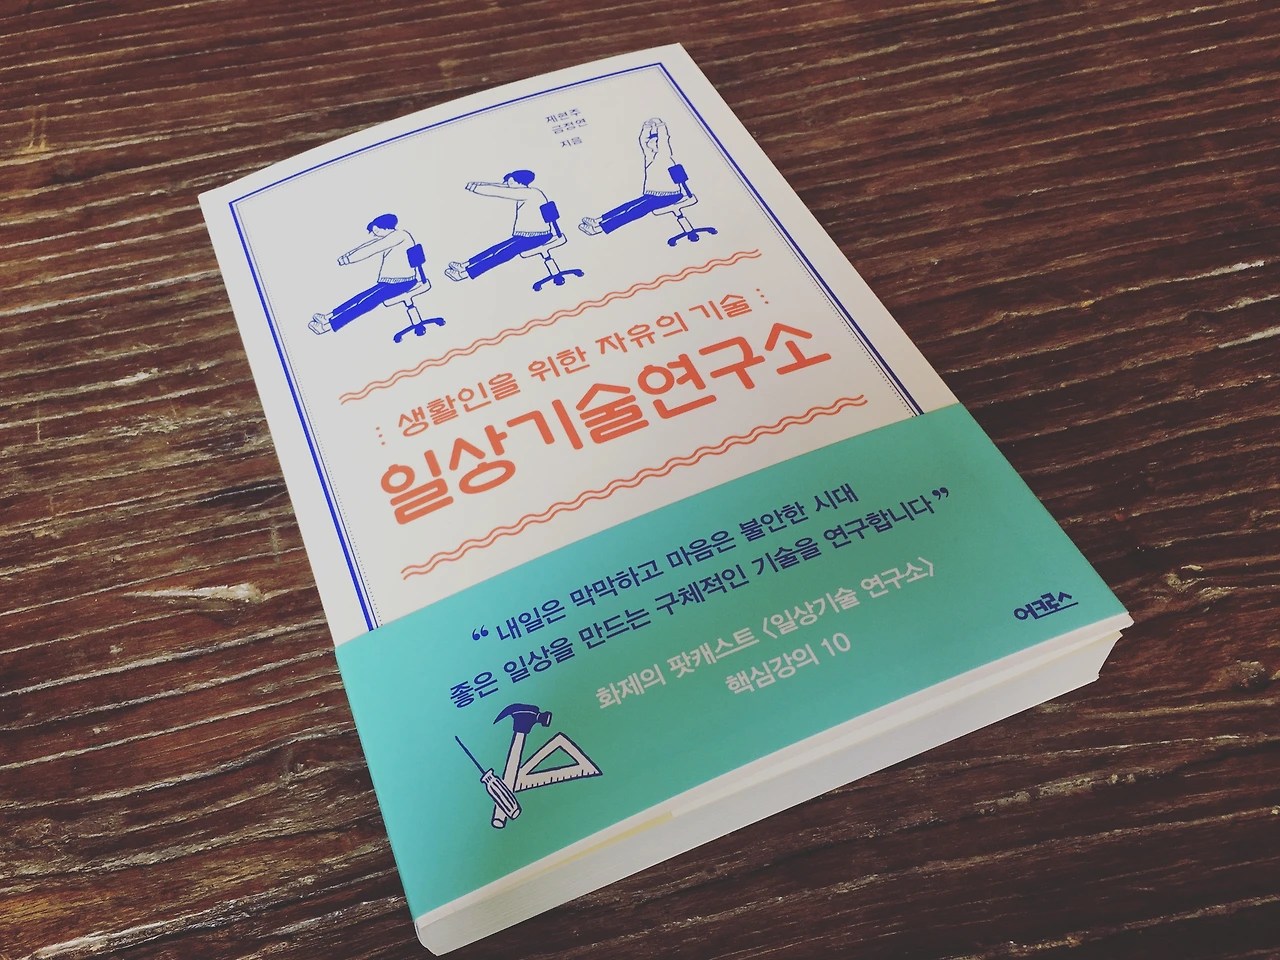 제현주
금정연
지음
생활인을 위한 자유의 기술
일상기술연구소
“내일은 막막하고 마음은 불안한 시대
좋은 일상을 만드는 구체적인 기술을 연구합니다”
화제의 팟캐스트 〈일상기술 연구소〉
핵심강의 10
어크로스